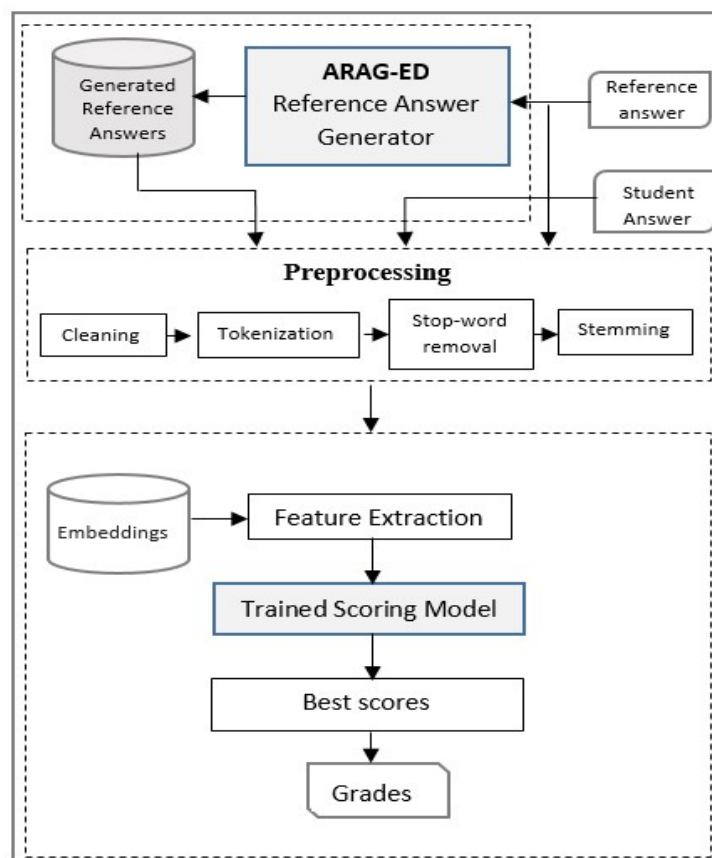 Generated
Reference
Answers
ARAG-ED
Reference Answer
Generator
Reference
answer
Student
Answer
Preprocessing
Cleaning
Tokenization
Stop-word
removal
Stemming
Embeddings
Feature Extraction
Trained Scoring Model
Best scores
Grades